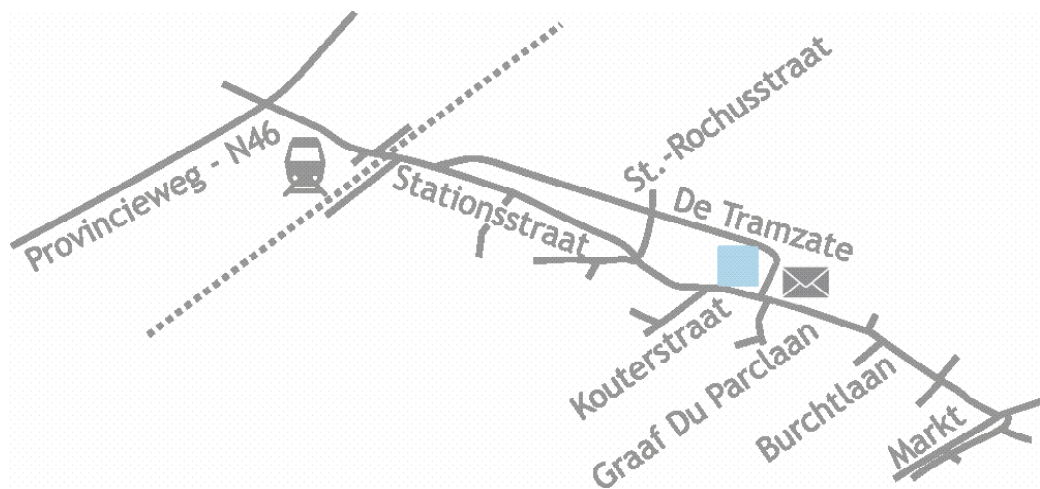 Provincieweg - N46
Stationsstraat
St.-Rochusstraat
De Tramzate
Kouterstraat
Graaf Du Parclaan
Burchtlaan
Markt